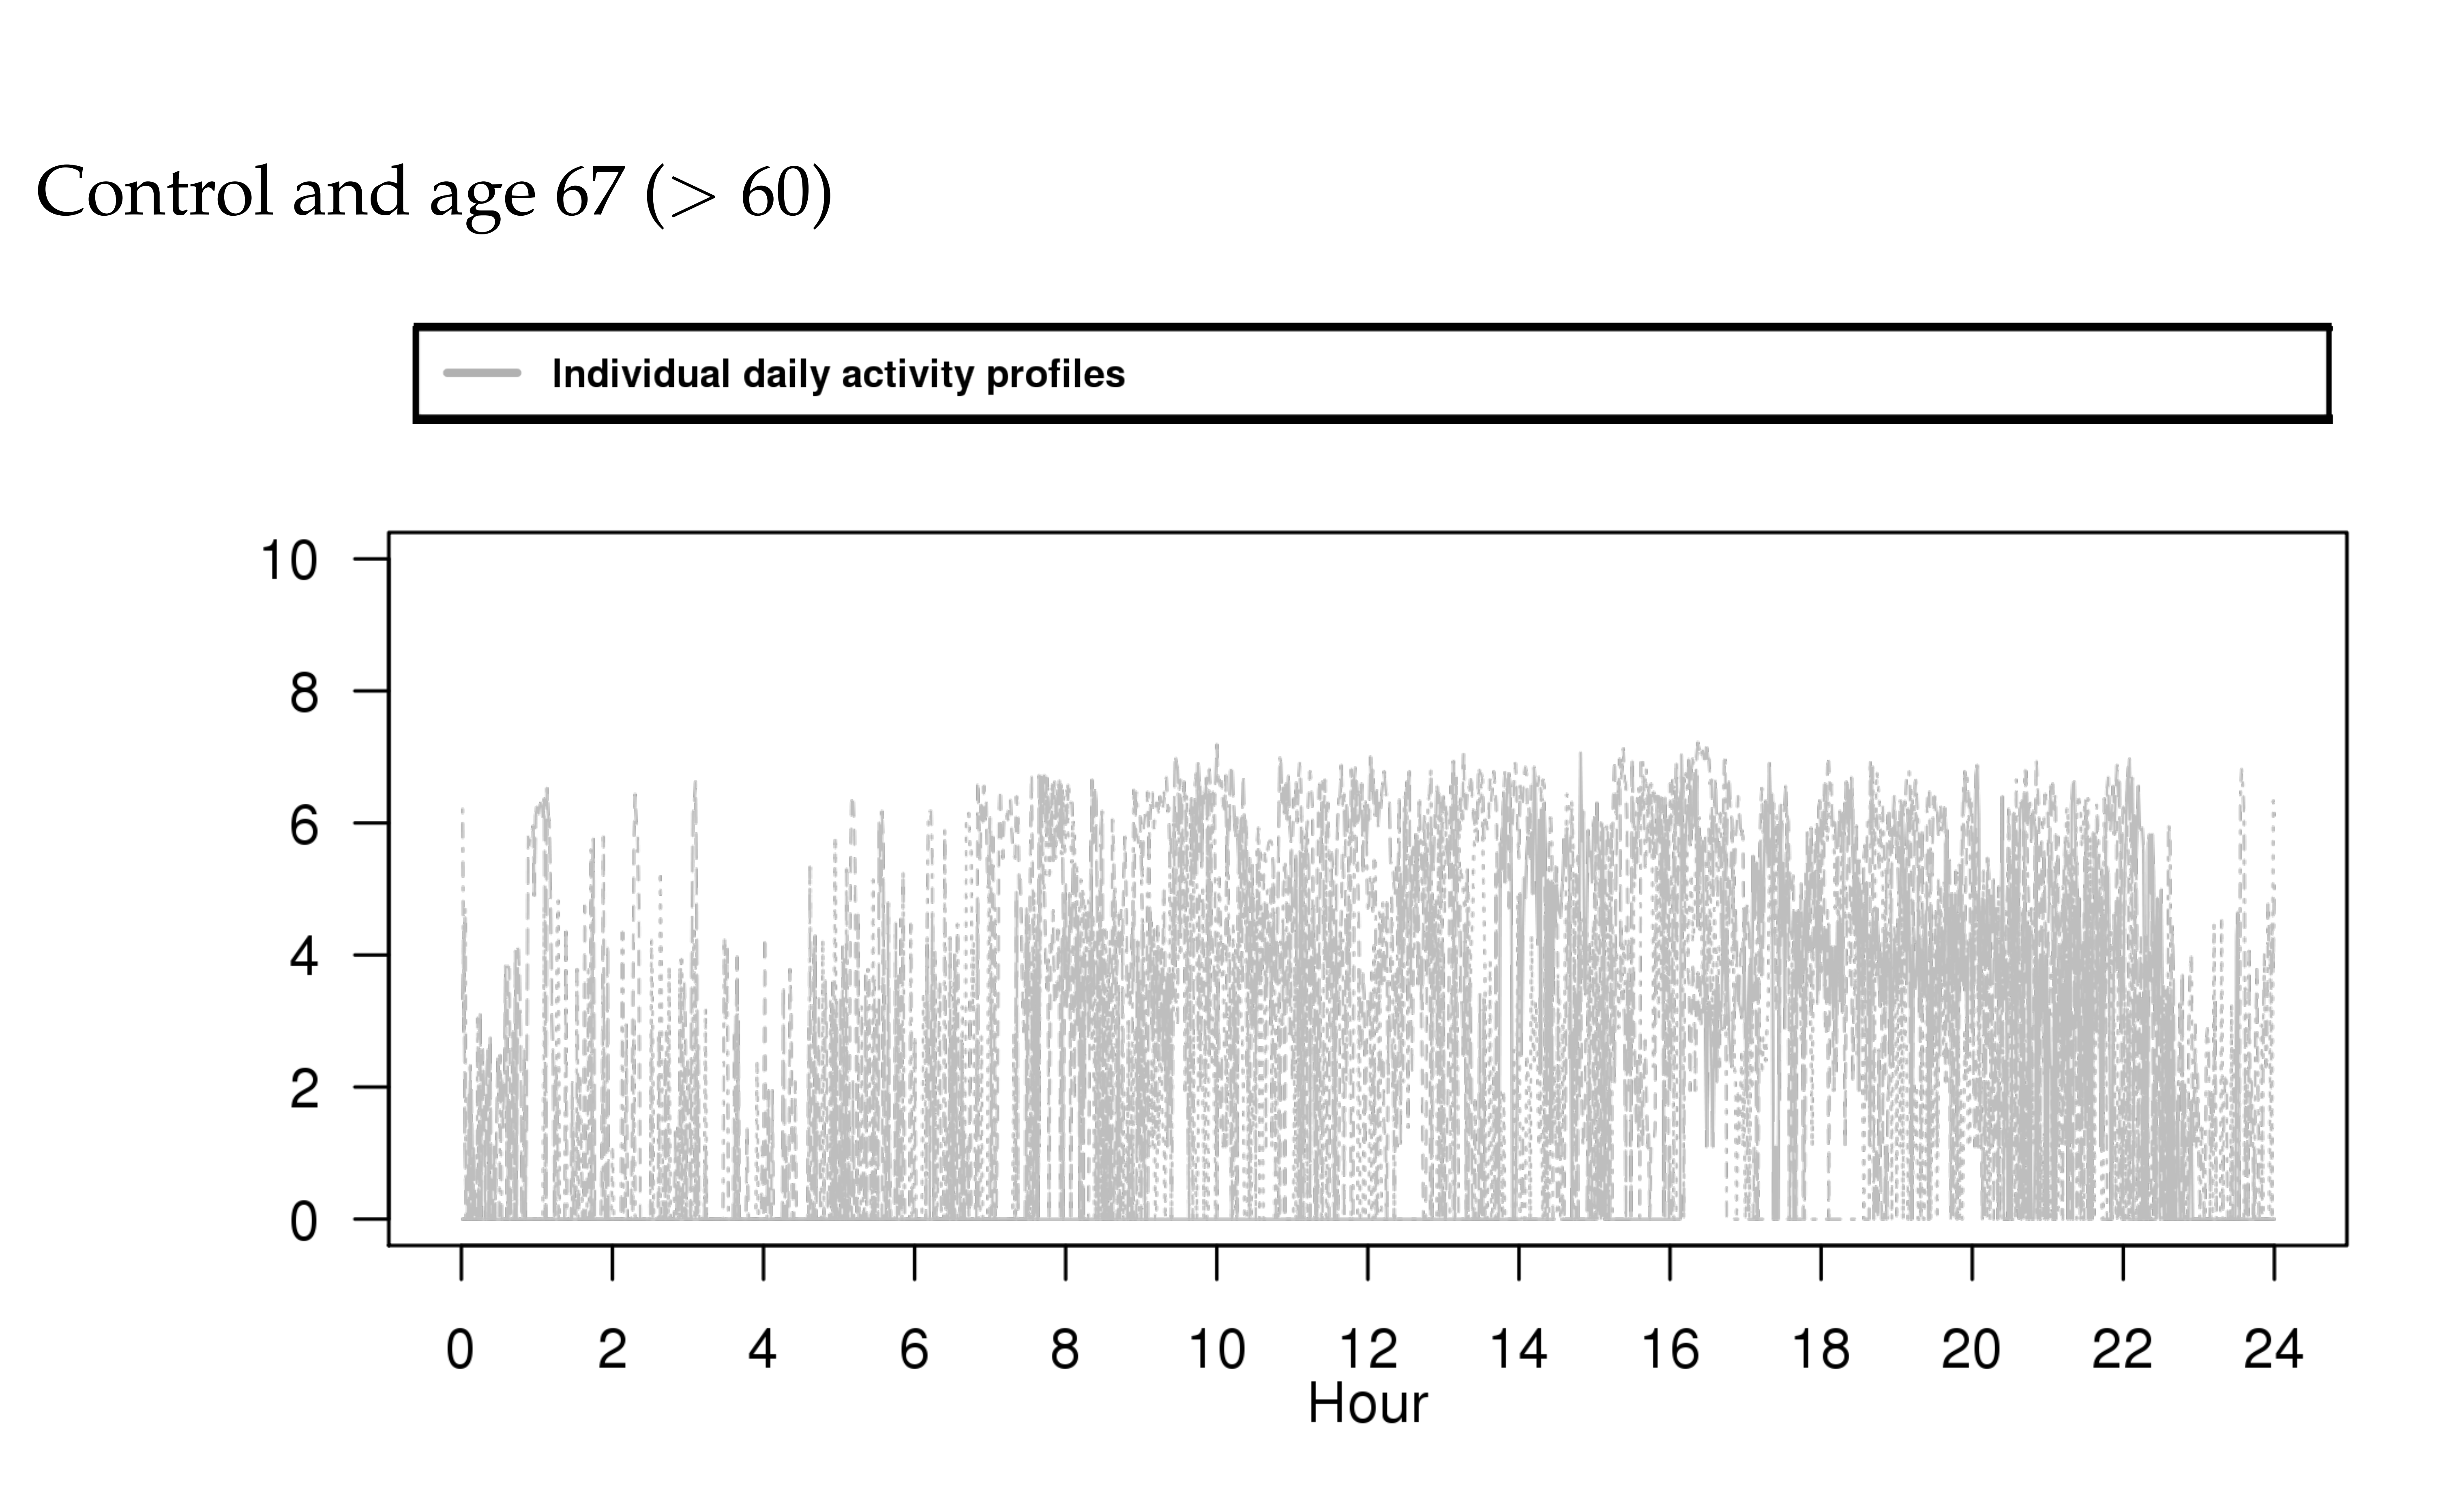 Control and age 67 (> 60)
Individual daily activity profiles
10
8
6
4
2
0
0 2 4 6 8 10 12 14 16 18 20 22 24
Hour